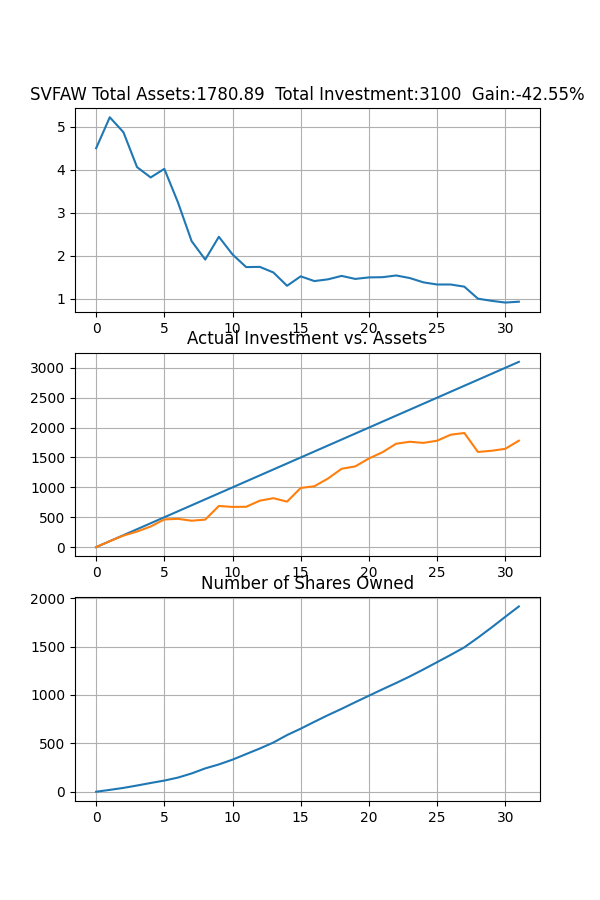 SVFAW Total Assets:1780.89  Total Investment:3100  Gain:-42.55%
5
4
3
2
1
0 5 10 15 20 25 30
Actual Investment vs. Assets
3000
2500
2000
1500
1000
500
0
0 5 10 15 20 25 30
Number of Shares Owned
2000
1500
1000
500
0
0 5 10 15 20 25 30